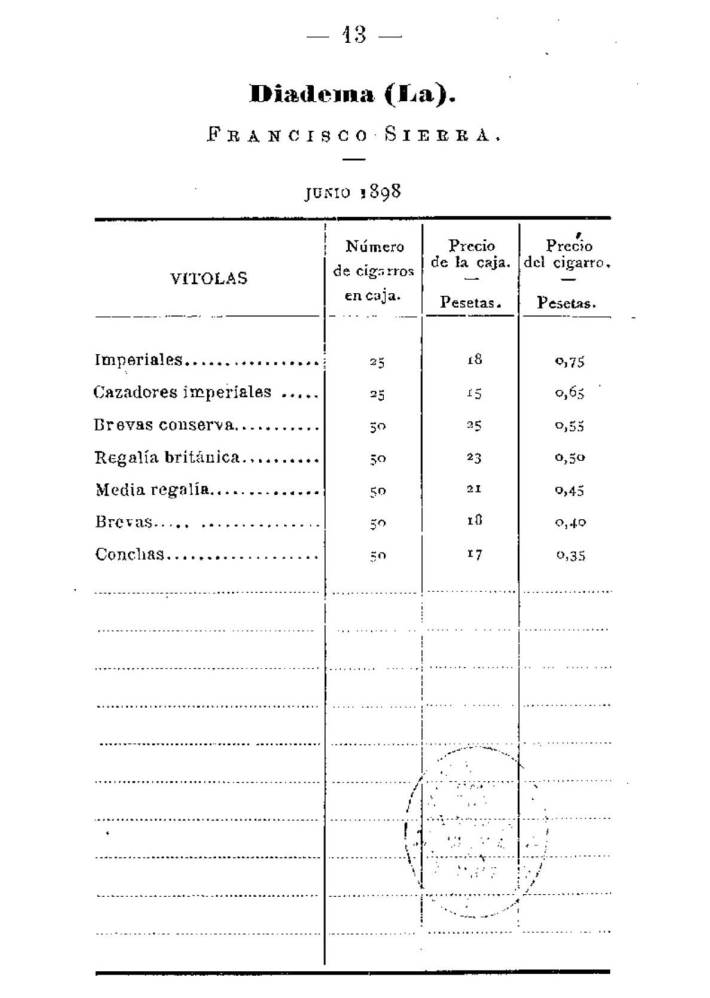 — 13 —
Diadema (La).
FRANCISCO SIERRA.
JUNIO 1898
VITOLAS
Número de cigarros en caja.
Precio de la caja. — Pesetas.
Precio del cigarro. — Pesetas.
Imperiales................. 25 18 0,75
Cazadores imperiales ..... 25 15 0,65
Brevas conserva........... 50 25 0,55
Regalía británica.......... 50 23 0,50
Media regalía.............. 50 21 0,45
Brevas..... ............... 50 18 0,40
Conchas................... 50 17 0,35